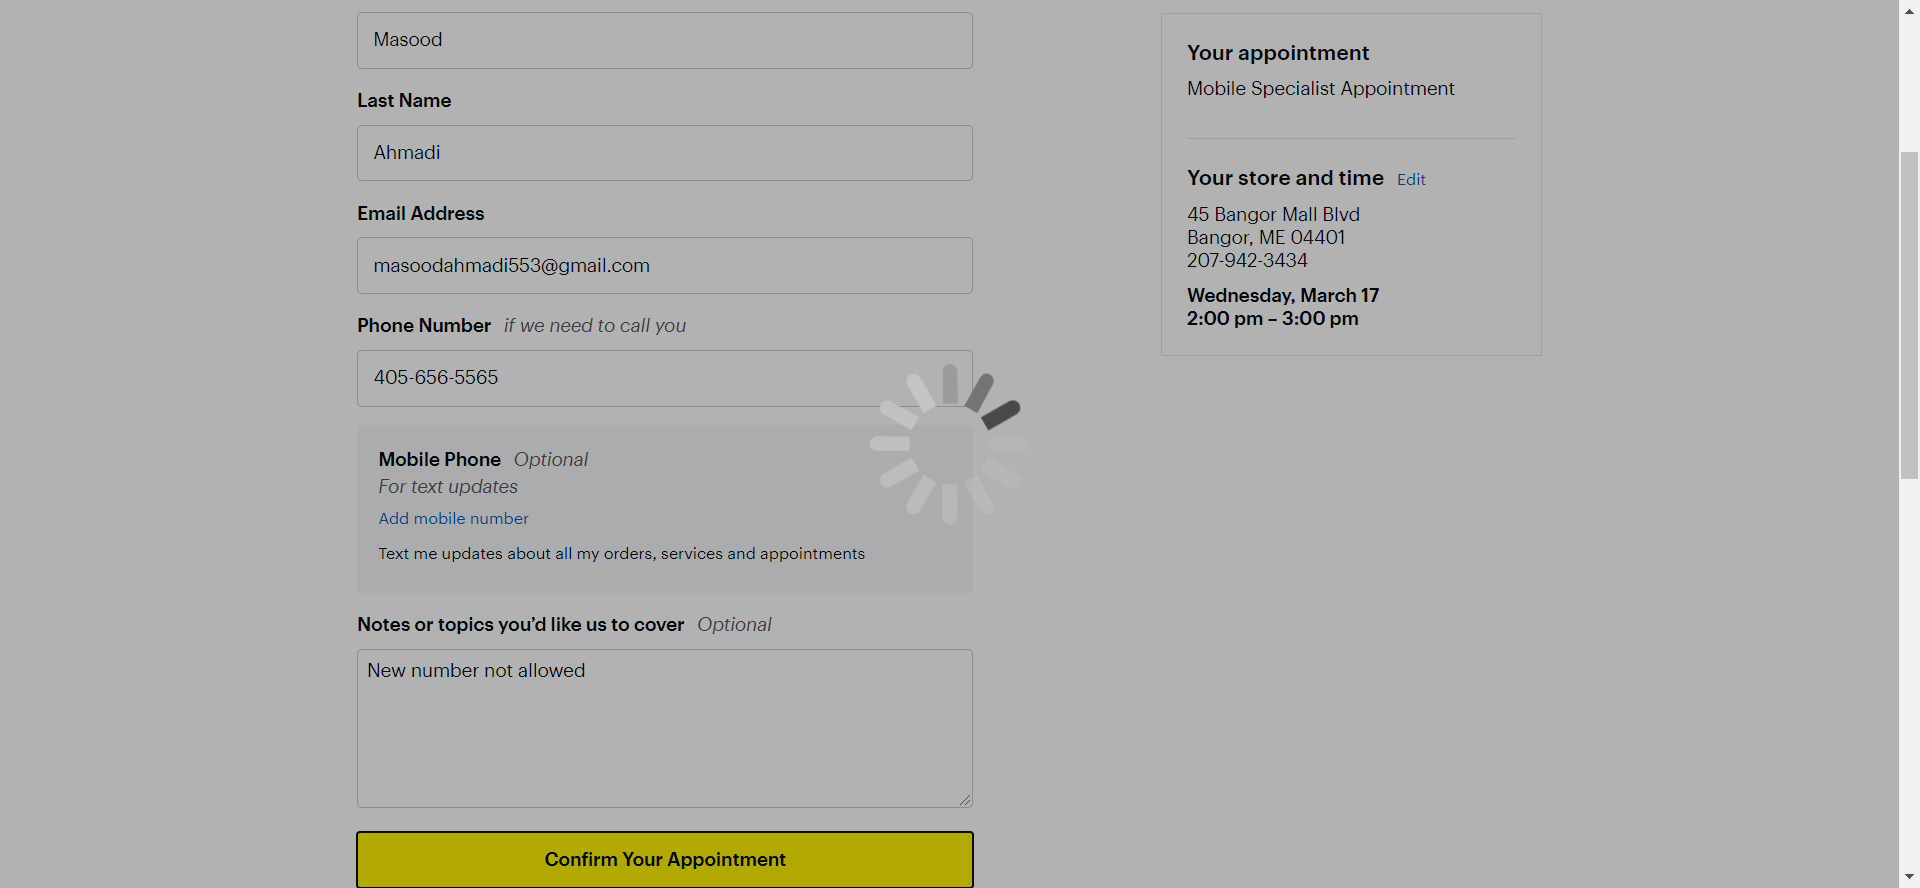 Masood
Last Name
Ahmadi
Email Address
masoodahmadi553@gmail.com
Phone Number if we need to call you
405-656-5565
Mobile Phone Optional
For text updates
Add mobile number
Text me updates about all my orders, services and appointments
Notes or topics you’d like us to cover Optional
New number not allowed
Confirm Your Appointment
Your appointment
Mobile Specialist Appointment
Your store and time Edit
45 Bangor Mall Blvd
Bangor, ME 04401
207-942-3434
Wednesday, March 17
2:00 pm – 3:00 pm